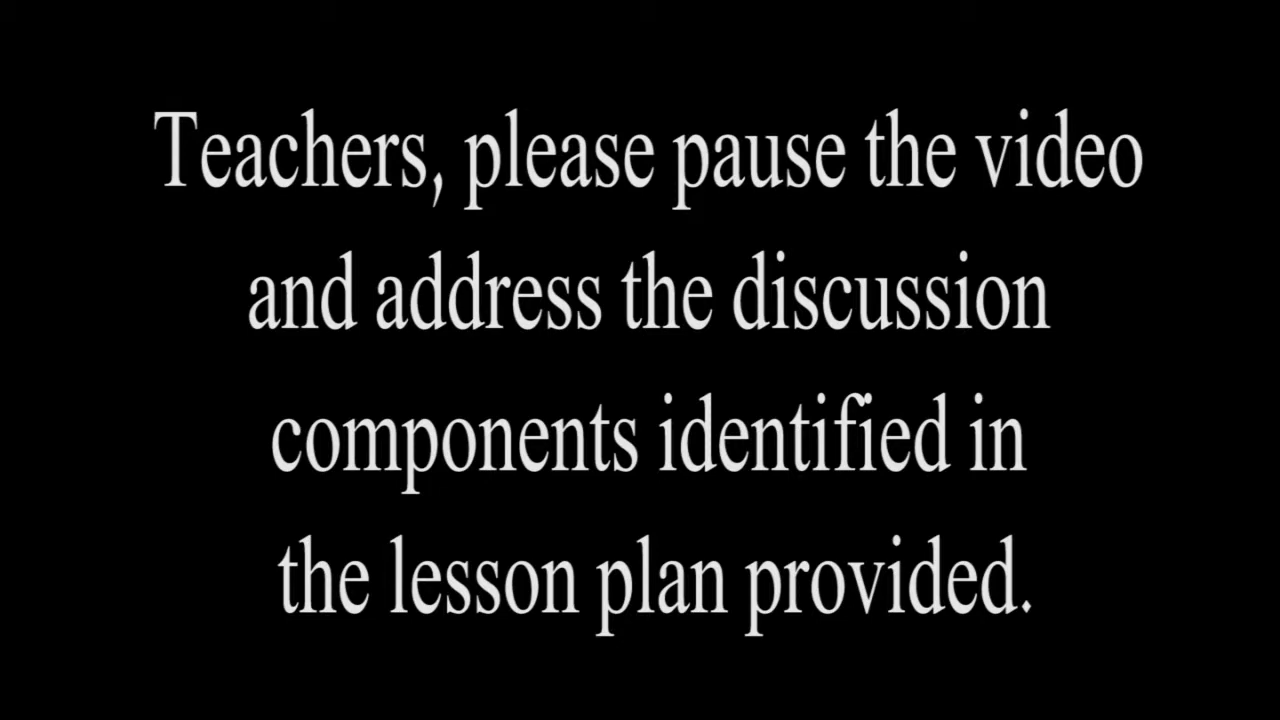 Teachers, please pause the video
and address the discussion
components identified in
the lesson plan provided.